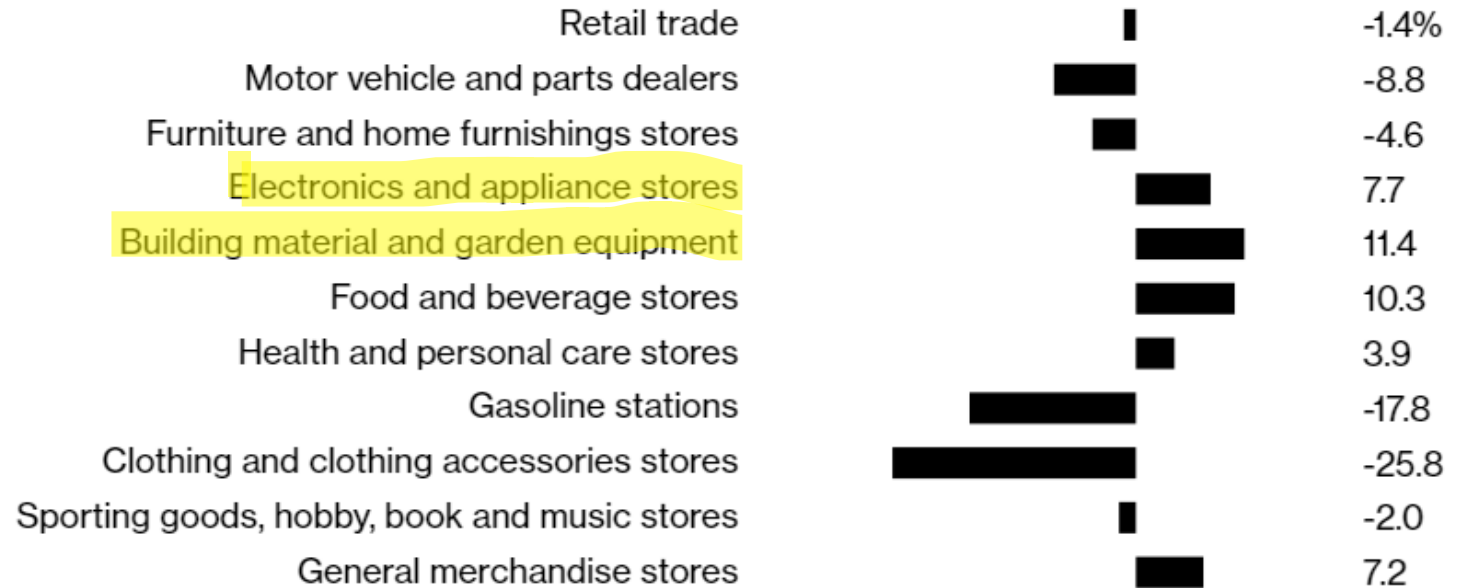 Retail trade -1.4%
Motor vehicle and parts dealers -8.8
Furniture and home furnishings stores -4.6
Electronics and appliance stores 7.7
Building material and garden equipment 11.4
Food and beverage stores 10.3
Health and personal care stores 3.9
Gasoline stations -17.8
Clothing and clothing accessories stores -25.8
Sporting goods, hobby, book and music stores -2.0
General merchandise stores 7.2